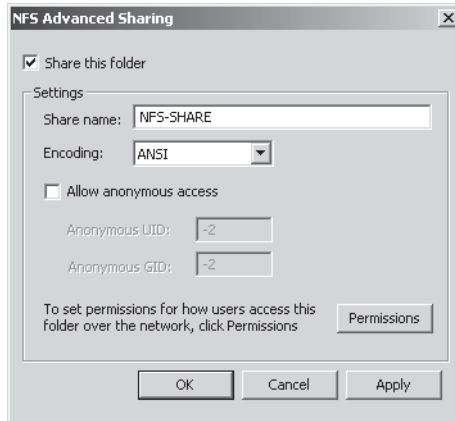 NFS Advanced Sharing
Share this folder
Settings
Share name: NFS-SHARE
Encoding: ANSI
Allow anonymous access
Anonymous UID: -2
Anonymous GID: -2
To set permissions for how users access this
folder over the network, click Permissions
Permissions
OK Cancel Apply